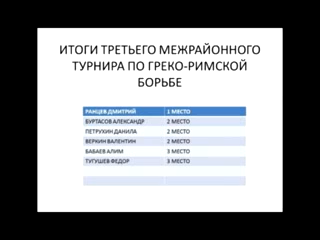 ИТОГИ ТРЕТЬЕГО МЕЖРАЙОННОГО
ТУРНИРА ПО ГРЕКО-РИМСКОЙ
БОРЬБЕ
РАНЦЕВ ДМИТРИЙ 1 МЕСТО
БУРТАСОВ АЛЕКСАНДР 2 МЕСТО
ПЕТРУХИН ДАНИЛА 2 МЕСТО
ВЕРКИН ВАЛЕНТИН 2 МЕСТО
БАБАЕВ АЛИМ 3 МЕСТО
ТУГУШЕВ ФЕДОР 3 МЕСТО